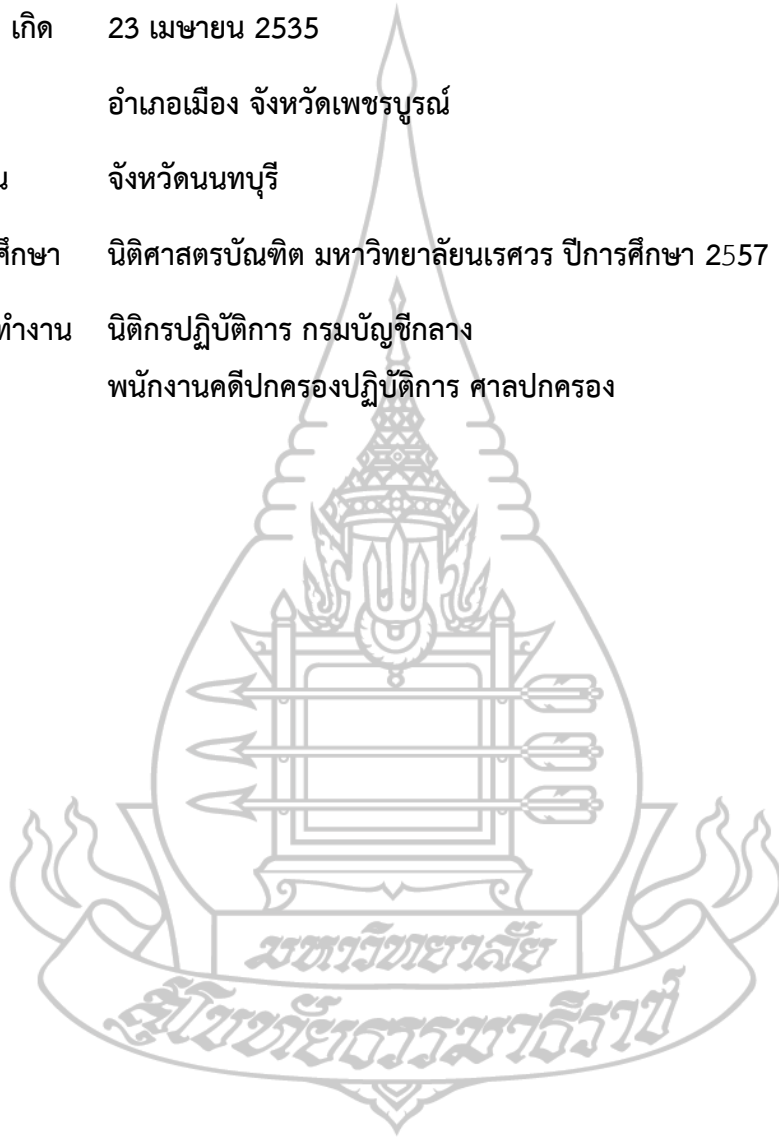 เกิด 23 เมษายน 2535
อำเภอเมือง จังหวัดเพชรบูรณ์
น จังหวัดนนทบุรี
ศึกษา นิติศาสตรบัณฑิต มหาวิทยาลัยนเรศวร ปีการศึกษา 2557
ทำงาน นิติกรปฏิบัติการ กรมบัญชีกลาง
พนักงานคดีปกครองปฏิบัติการ ศาลปกครอง
มหาวิทยาลัย
สุโขทัยธรรมาธิราช